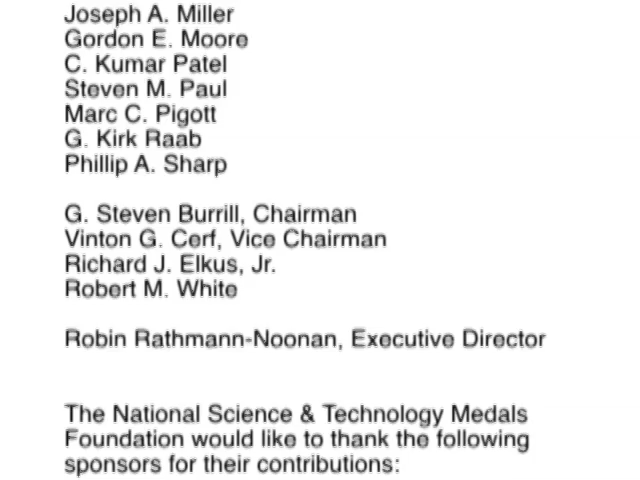 Joseph A. Miller
Gordon E. Moore
C. Kumar Patel
Steven M. Paul
Marc C. Pigott
G. Kirk Raab
Phillip A. Sharp
G. Steven Burrill, Chairman
Vinton G. Cerf, Vice Chairman
Richard J. Elkus, Jr.
Robert M. White
Robin Rathmann-Noonan, Executive Director
The National Science & Technology Medals
Foundation would like to thank the following
sponsors for their contributions: